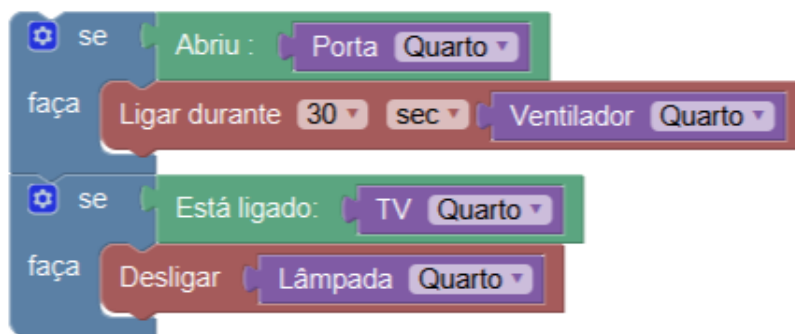 se Abriu : Porta Quarto
faça Ligar durante 30 sec Ventilador Quarto
se Está ligado: TV Quarto
faça Desligar Lâmpada Quarto